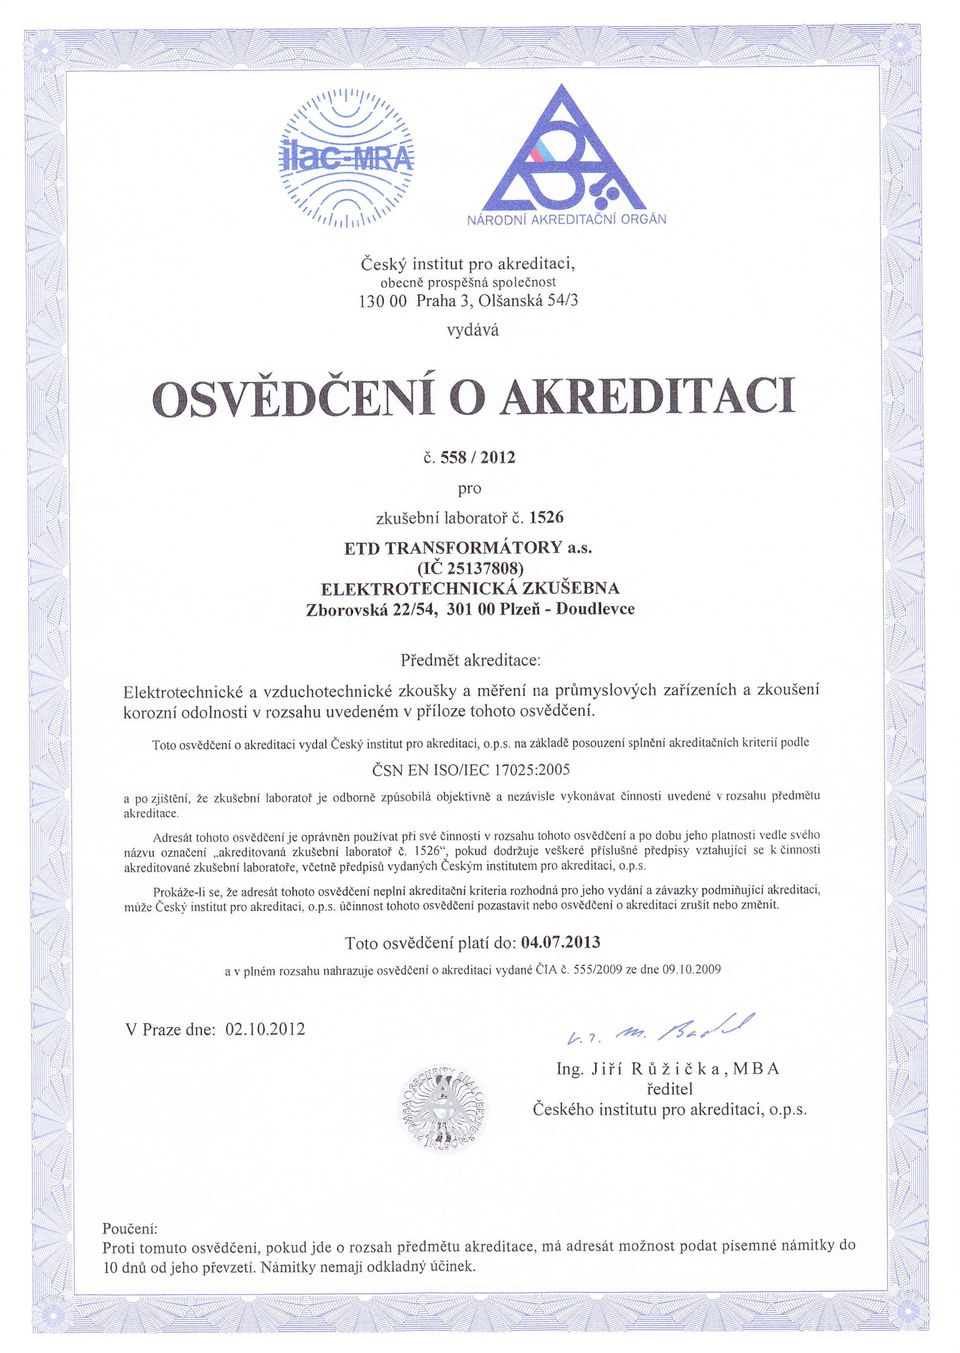 ilac-MRA
NÁRODNÍ AKREDITAČNÍ ORGÁN
Český institut pro akreditaci,
obecně prospěšná společnost
130 00 Praha 3, Olšanská 54/3
vydává
OSVĚDČENÍ O AKREDITACI
č. 558 / 2012
pro
zkušební laboratoř č. 1526
ETD TRANSFORMÁTORY a.s.
(IČ 25137808)
ELEKTROTECHNICKÁ ZKUŠEBNA
Zborovská 22/54, 301 00 Plzeň - Doudlevce
Předmět akreditace:
Elektrotechnické a vzduchotechnické zkoušky a měření na průmyslových zařízeních a zkoušení
korozní odolnosti v rozsahu uvedeném v příloze tohoto osvědčení.
Toto osvědčení o akreditaci vydal Český institut pro akreditaci, o.p.s. na základě posouzení splnění akreditačních kriterií podle
ČSN EN ISO/IEC 17025:2005
a po zjištění, že zkušební laboratoř je odborně způsobilá objektivně a nezávisle vykonávat činnosti uvedené v rozsahu předmětu
akreditace.
Adresát tohoto osvědčení je oprávněn používat při své činnosti v rozsahu tohoto osvědčení a po dobu jeho platnosti vedle svého
názvu označení „akreditovaná zkušební laboratoř č. 1526“, pokud dodržuje veškeré příslušné předpisy vztahující se k činnosti
akreditované zkušební laboratoře, včetně předpisů vydaných Českým institutem pro akreditaci, o.p.s.
Prokáže-li se, že adresát tohoto osvědčení neplní akreditační kriteria rozhodná pro jeho vydání a závazky podmiňující akreditaci,
může Český institut pro akreditaci, o.p.s. účinnost tohoto osvědčení pozastavit nebo osvědčení o akreditaci zrušit nebo změnit.
Toto osvědčení platí do: 04.07.2013
a v plném rozsahu nahrazuje osvědčení o akreditaci vydané ČIA č. 555/2009 ze dne 09.10.2009
V Praze dne: 02.10.2012
Ing. Jiří Růžička, MBA
ředitel
Českého institutu pro akreditaci, o.p.s.
Poučení:
Proti tomuto osvědčení, pokud jde o rozsah předmětu akreditace, má adresát možnost podat písemné námitky do
10 dnů od jeho převzetí. Námitky nemají odkladný účinek.